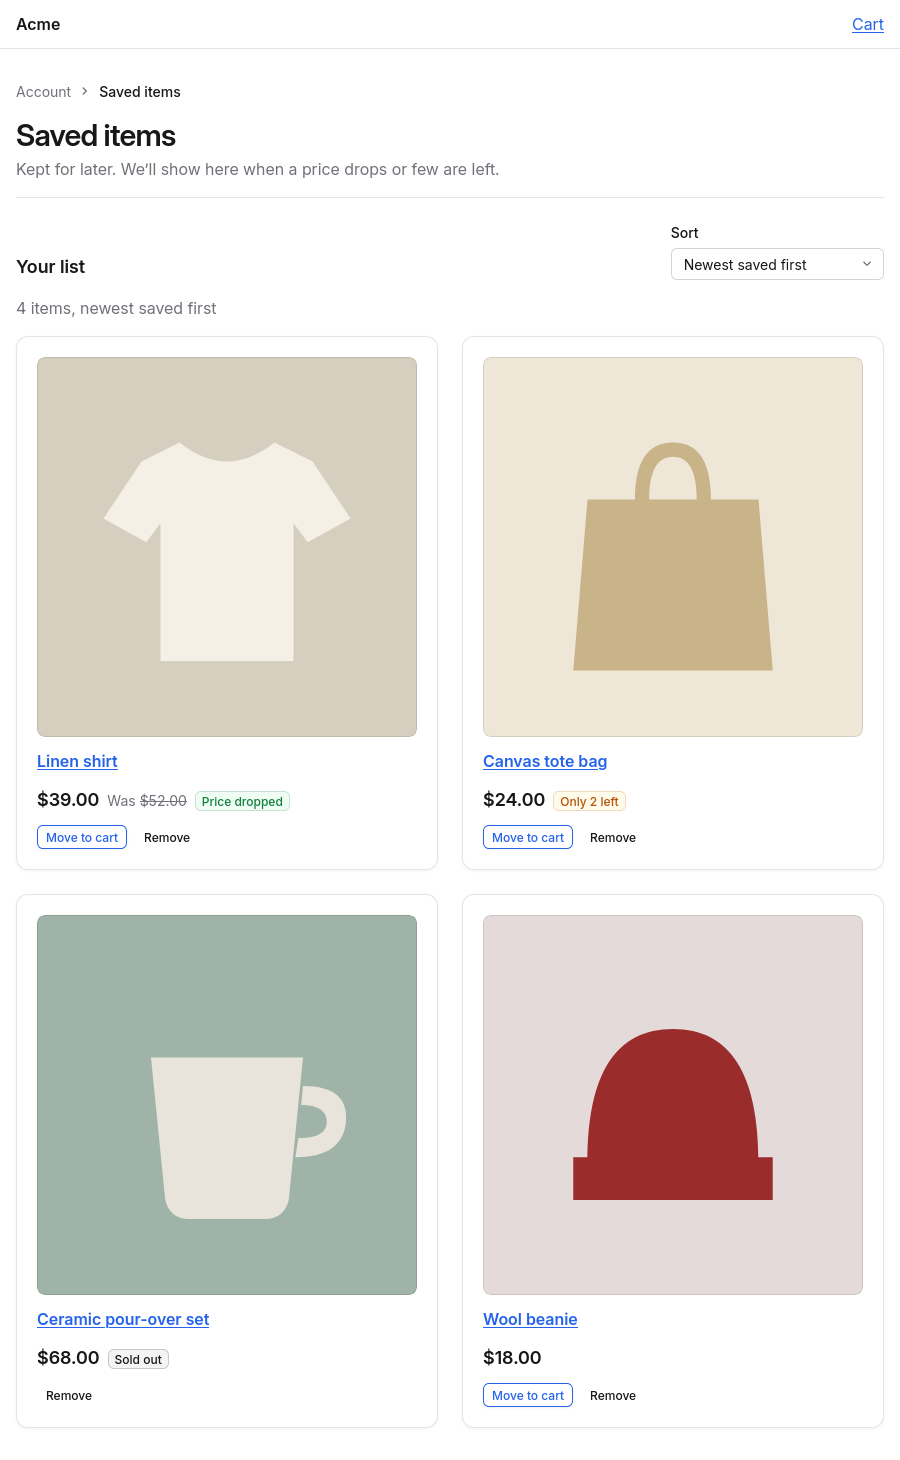 Acme
Cart
Account > Saved items
Saved items
Kept for later. We'll show here when a price drops or few are left.
Sort
Your list
Newest saved first
4 items, newest saved first
Linen shirt
$39.00 Was $52.00 Price dropped
Move to cart Remove
Canvas tote bag
$24.00 Only 2 left
Move to cart Remove
Ceramic pour-over set
$68.00 Sold out
Remove
Wool beanie
$18.00
Move to cart Remove